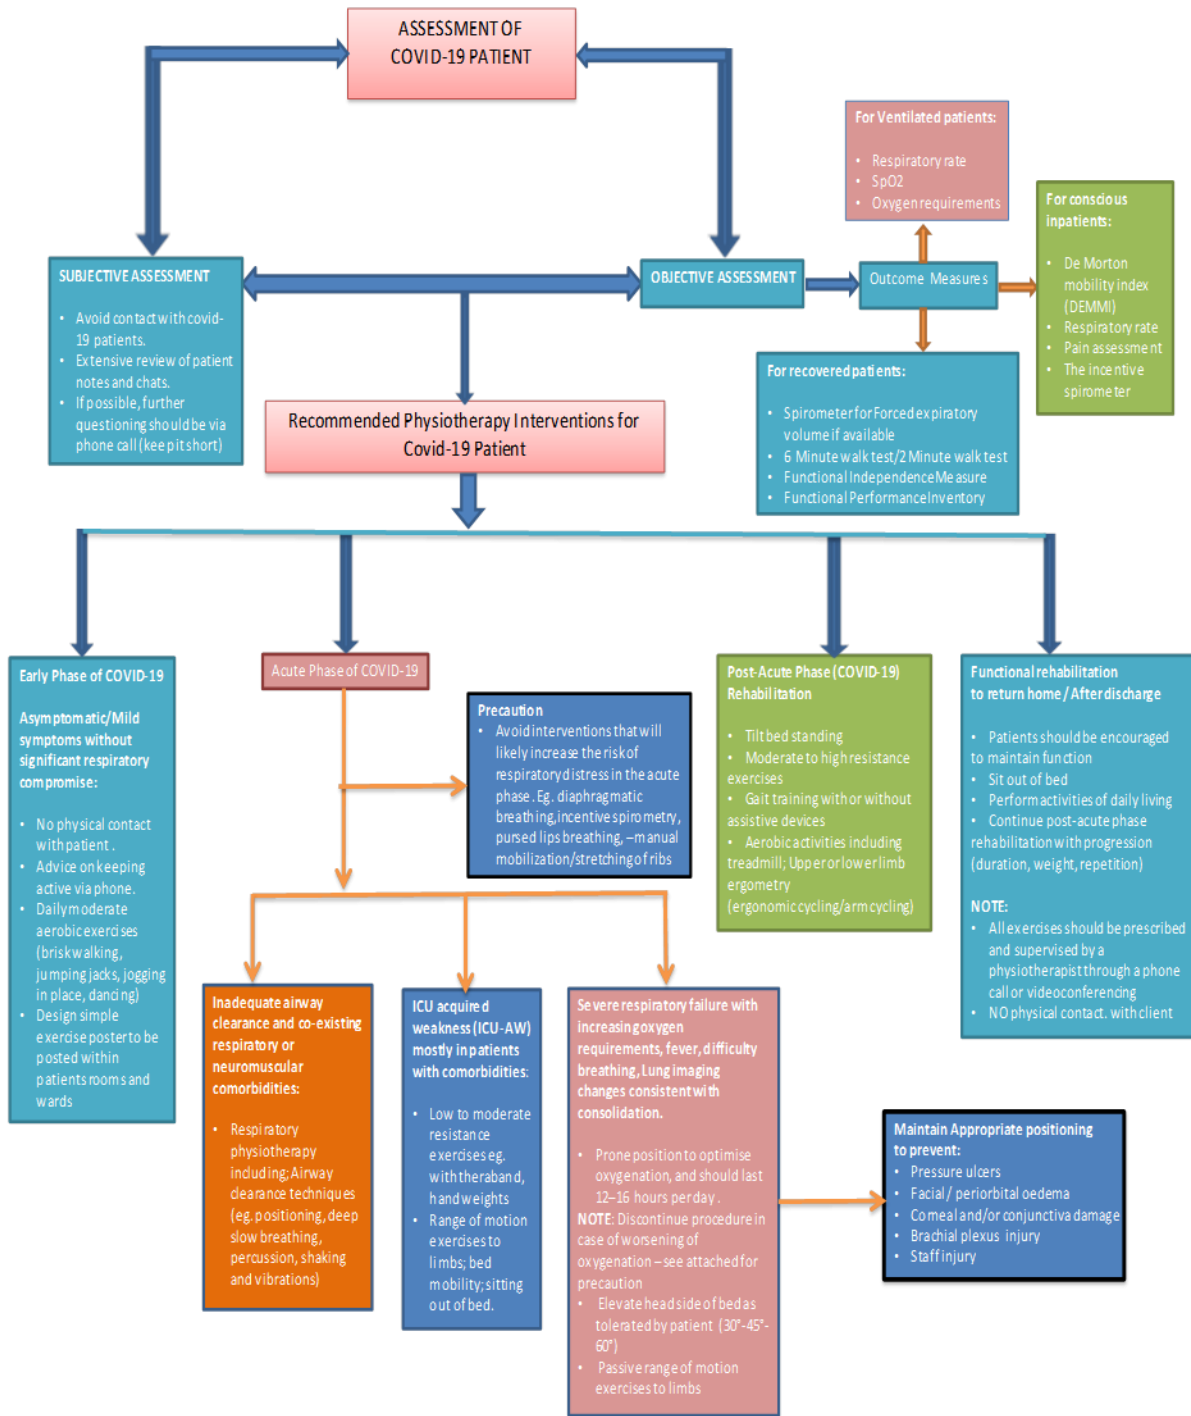 ASSESSMENT OF
COVID-19 PATIENT
For Ventilated patients:
• Respiratory rate
• SpO2
• Oxygen requirements
For conscious
inpatients:
• De Morton
mobility index
(DEMMI)
• Respiratory rate
• Pain assessment
• The incentive
spirometer
SUBJECTIVE ASSESSMENT
• Avoid contact with covid-
19 patients.
• Extensive review of patient
notes and chats.
• If possible, further
questioning should be via
phone call (keep it short)
OBJECTIVE ASSESSMENT
Outcome Measures
For recovered patients:
• Spirometer for Forced expiratory
volume if available
• 6 Minute walk test/2 Minute walk test
• Functional Independence Measure
• Functional Performance Inventory
Recommended Physiotherapy Interventions for
Covid-19 Patient
Early Phase of COVID-19
Asymptomatic/Mild
symptoms without
significant respiratory
compromise:
• No physical contact
with patient .
• Advice on keeping
active via phone.
• Daily moderate
aerobic exercises
(brisk walking,
jumping jacks, jogging
in place, dancing)
• Design simple
exercise poster to be
posted within
patients rooms and
wards
Acute Phase of COVID-19
Precaution
• Avoid interventions that will
likely increase the risk of
respiratory distress in the acute
phase. Eg. diaphragmatic
breathing, incentive spirometry,
pursed lips breathing, –manual
mobilization/stretching of ribs
Post-Acute Phase (COVID-19)
Rehabilitation
• Tilt bed standing
• Moderate to high resistance
exercises
• Gait training with or without
assistive devices
• Aerobic activities including
treadmill; Upper or lower limb
ergometry
(ergonomic cycling/arm cycling)
Functional rehabilitation
to return home / After discharge
• Patients should be encouraged
to maintain function
• Sit out of bed
• Perform activities of daily living
• Continue post-acute phase
rehabilitation with progression
(duration, weight, repetition)
NOTE:
• All exercises should be prescribed
and supervised by a
physiotherapist through a phone
call or videoconferencing
• NO physical contact. with client
Inadequate airway
clearance and co-existing
respiratory or
neuromuscular
comorbidities:
• Respiratory
physiotherapy
including; Airway
clearance techniques
(eg. positioning, deep
slow breathing,
percussion, shaking
and vibrations)
ICU acquired
weakness (ICU-AW)
mostly in patients
with comorbidities:
• Low to moderate
resistance
exercises eg.
with theraband,
hand weights
• Range of motion
exercises to
limbs; bed
mobility; sitting
out of bed.
Severe respiratory failure with
increasing oxygen
requirements, fever, difficulty
breathing, Lung imaging
changes consistent with
consolidation.
• Prone position to optimise
oxygenation, and should last
12–16 hours per day .
NOTE: Discontinue procedure in
case of worsening of
oxygenation – see attached for
precaution
• Elevate head side of bed as
tolerated by patient (30°-45°-
60°)
• Passive range of motion
exercises to limbs
Maintain Appropriate positioning
to prevent:
• Pressure ulcers
• Facial / periorbital oedema
• Corneal and/or conjunctiva damage
• Brachial plexus injury
• Staff injury